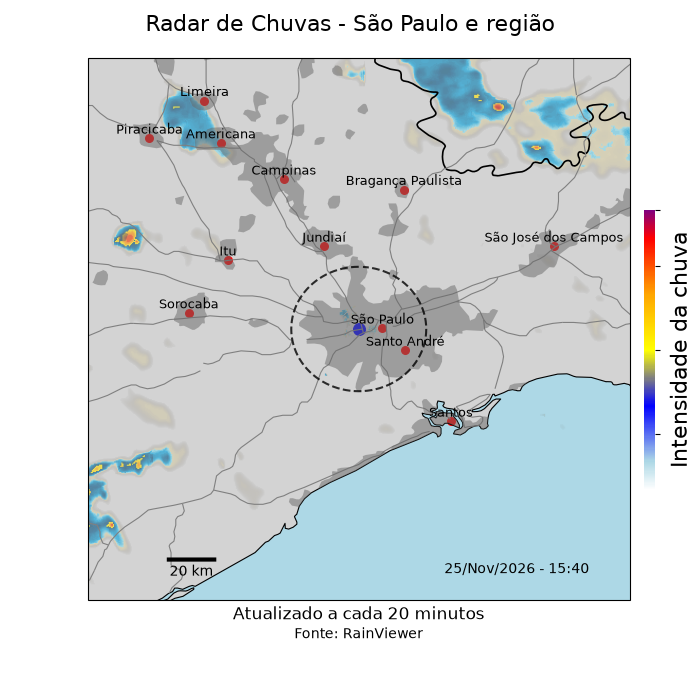 Radar de Chuvas - São Paulo e região
Limeira
Piracicaba
Americana
Campinas
Bragança Paulista
Itu
Jundiaí
São José dos Campos
Sorocaba
São Paulo
Santo André
Santos
Intensidade da chuva
20 km
25/Nov/2026 - 15:40
Atualizado a cada 20 minutos
Fonte: RainViewer